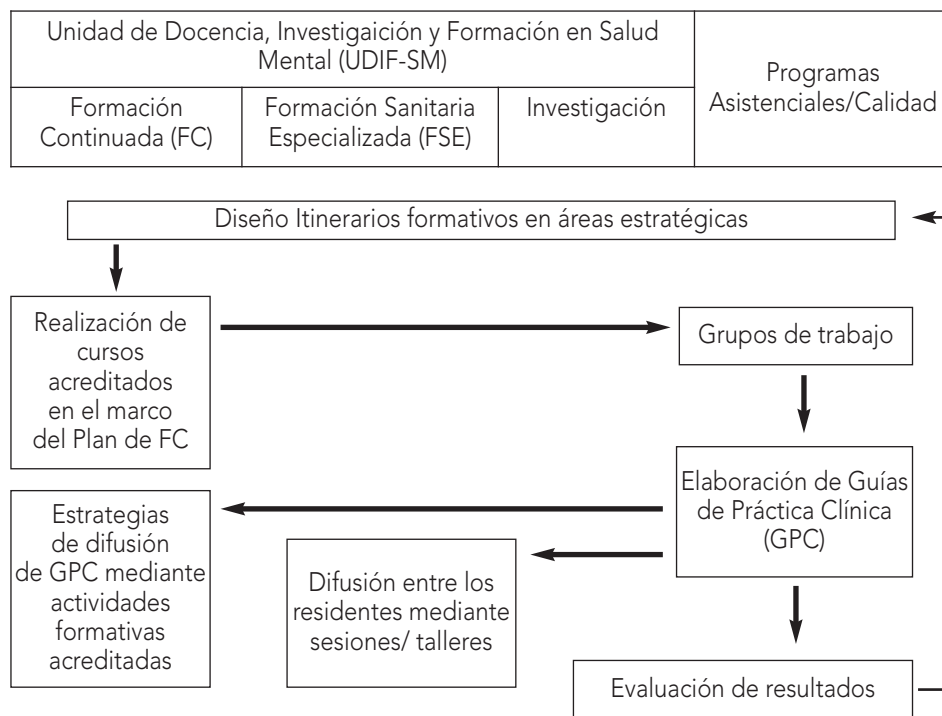 Unidad de Docencia, Investigaición y Formación en Salud
Mental (UDIF-SM)
Programas
Asistenciales/Calidad
Formación
Continuada (FC)
Formación Sanitaria
Especializada (FSE)
Investigación
Diseño Itinerarios formativos en áreas estratégicas
Realización de
cursos
acreditados
en el marco
del Plan de FC
Grupos de trabajo
Elaboración de Guías
de Práctica Clínica
(GPC)
Estrategias
de difusión
de GPC mediante
actividades
formativas
acreditadas
Difusión entre los
residentes mediante
sesiones/ talleres
Evaluación de resultados